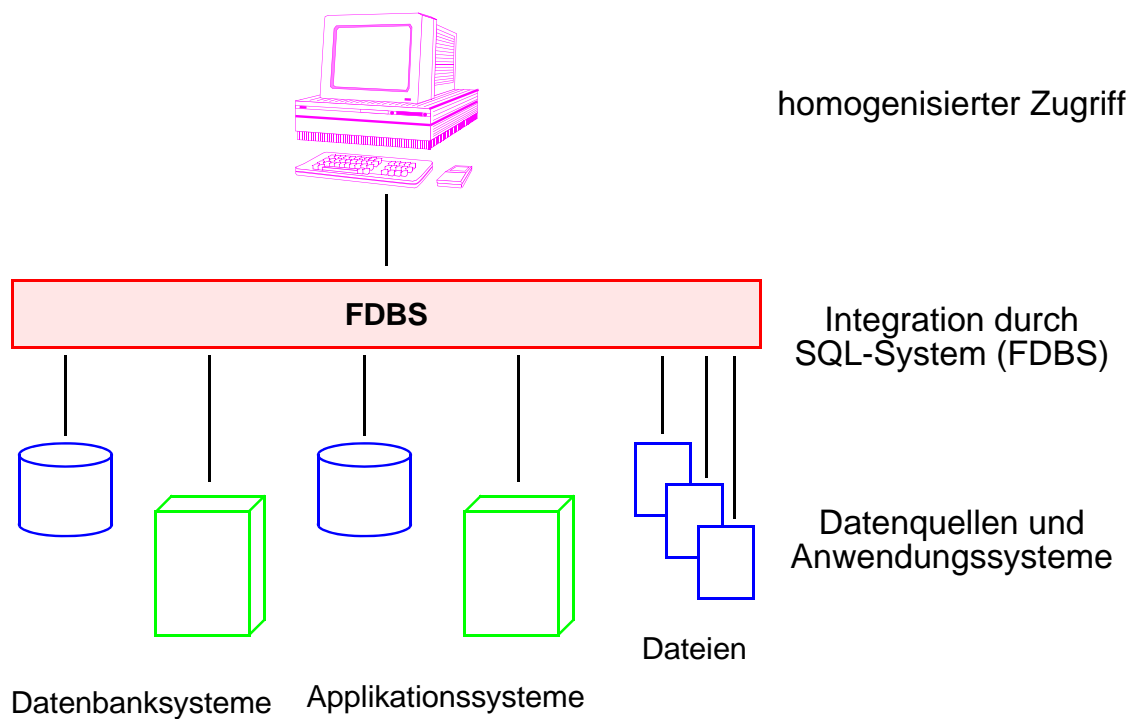 homogenisierter Zugriff
FDBS
Integration durch
SQL-System (FDBS)
Datenquellen und
Anwendungssysteme
Dateien
Datenbanksysteme
Applikationssysteme